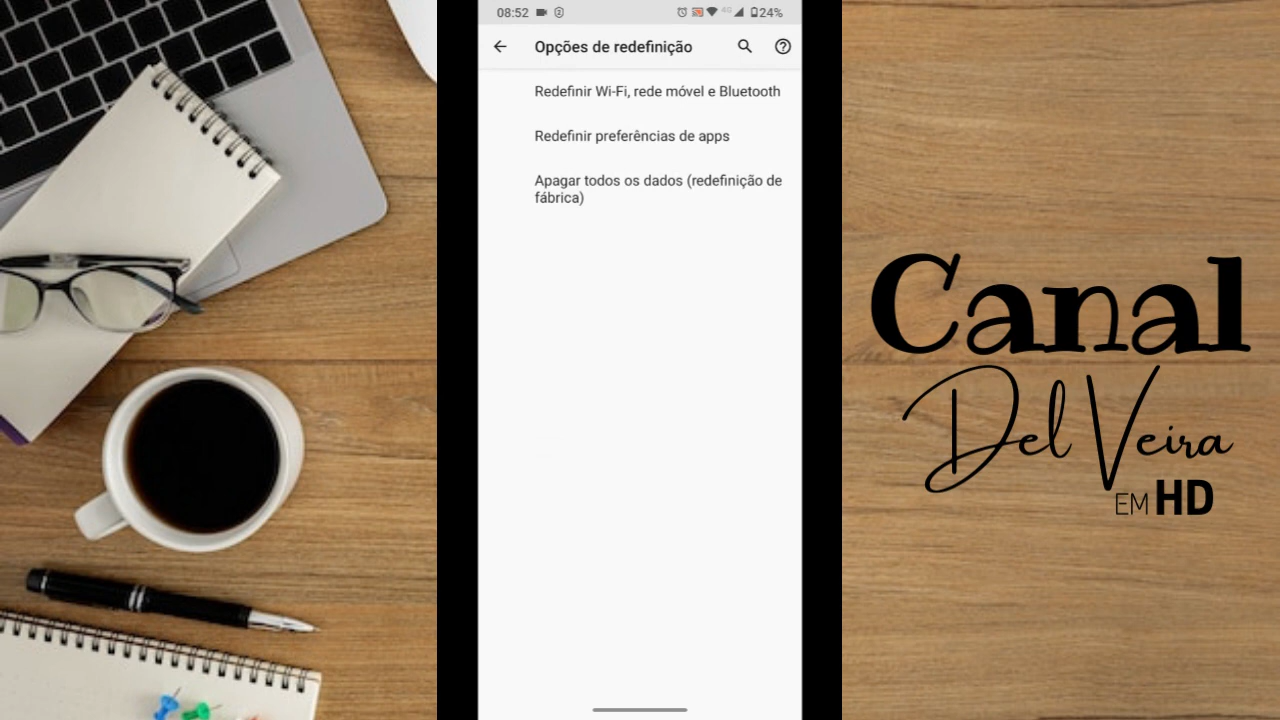 08:52
4G
24%
Opções de redefinição
Redefinir Wi-Fi, rede móvel e Bluetooth
Redefinir preferências de apps
Apagar todos os dados (redefinição de
fábrica)
Canal
Del Veira
EM HD